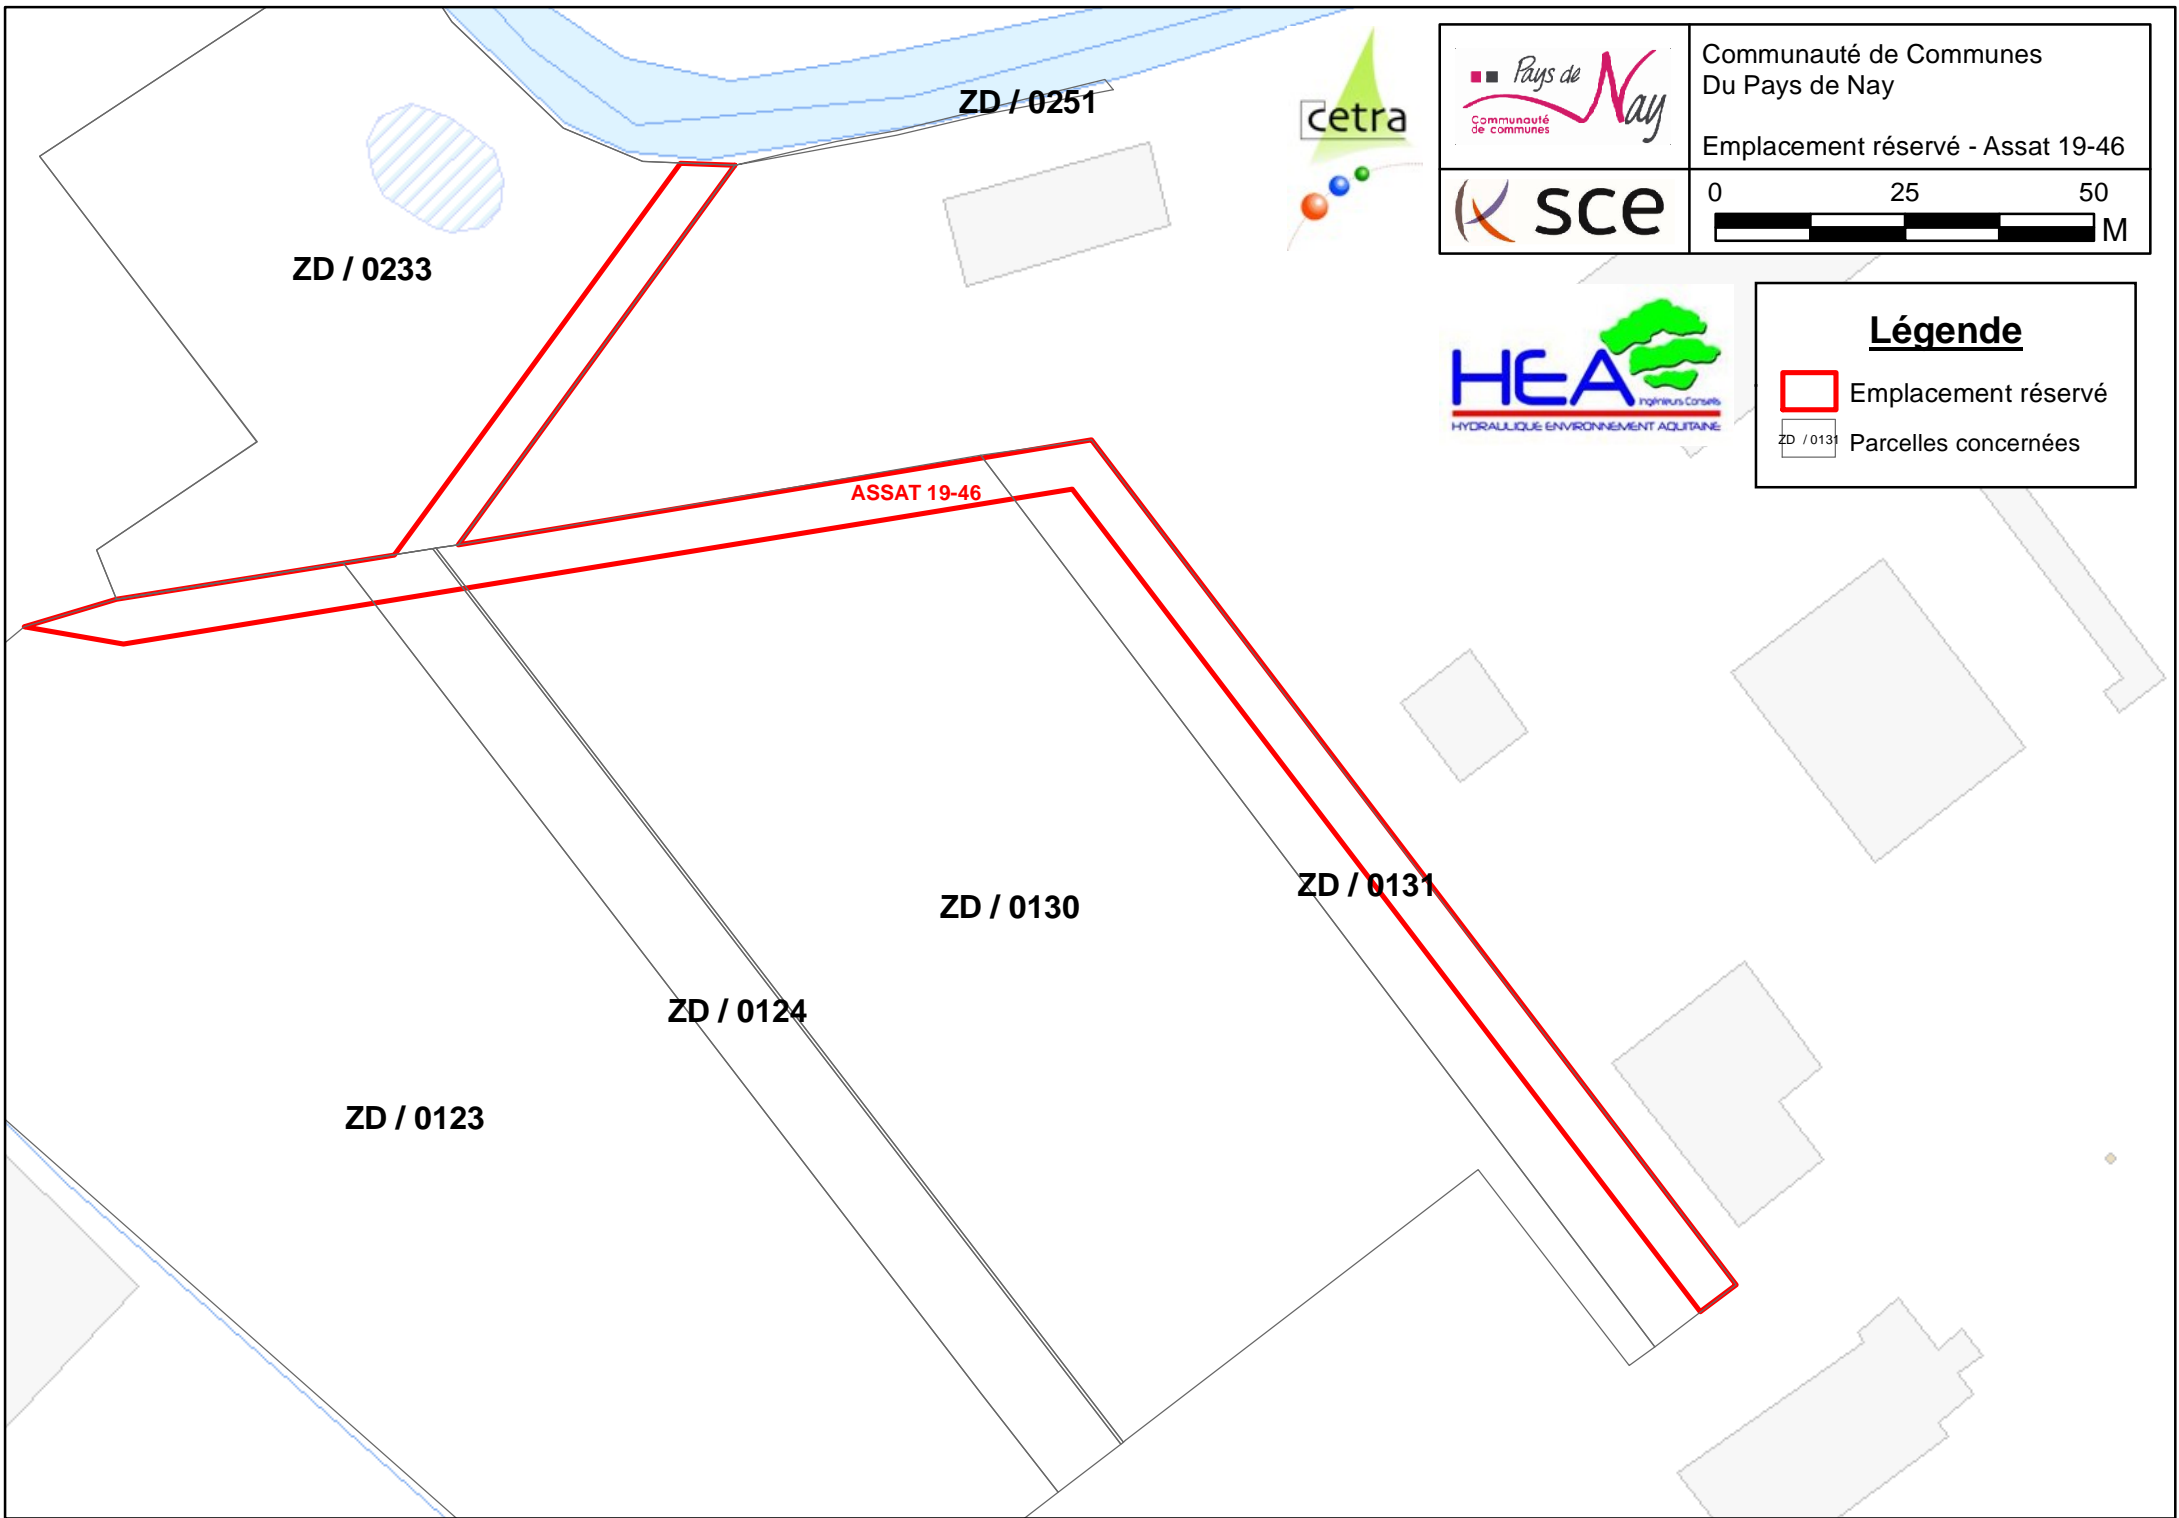 Pays de Nay
Communauté
de communes
Communauté de Communes
Du Pays de Nay
Emplacement réservé - Assat 19-46
cetra
sce
0 25 50
M
HEA
Ingénieurs Conseils
HYDRAULIQUE ENVIRONNEMENT AQUITAINE
Légende
Emplacement réservé
ZD / 0131
Parcelles concernées
ZD / 0251
ZD / 0233
ASSAT 19-46
ZD / 0131
ZD / 0130
ZD / 0124
ZD / 0123